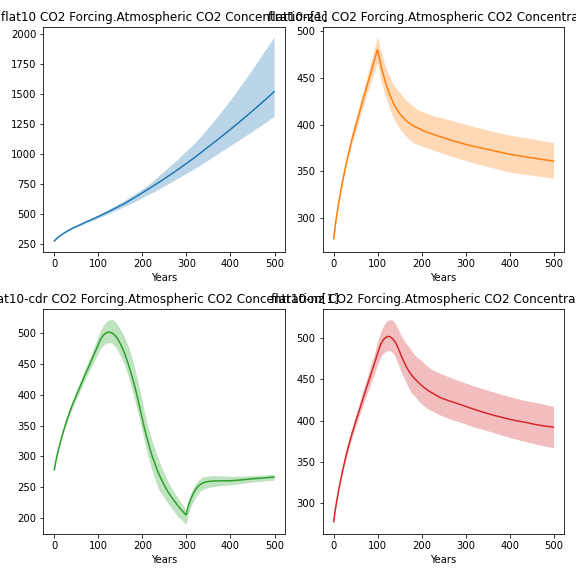 flat10 CO2 Forcing.Atmospheric CO2 Concentration[1]
flat10-zec CO2 Forcing.Atmospheric CO2 Concentra
2000
1750
1500
1250
1000
750
500
250
0 100 200 300 400 500
Years
500
450
400
350
300
0 100 200 300 400 500
Years
at10-cdr CO2 Forcing.Atmospheric CO2 Concentration[1]
flat10-nz CO2 Forcing.Atmospheric CO2 Concentra
500
450
400
350
300
250
200
0 100 200 300 400 500
Years
500
450
400
350
300
0 100 200 300 400 500
Years